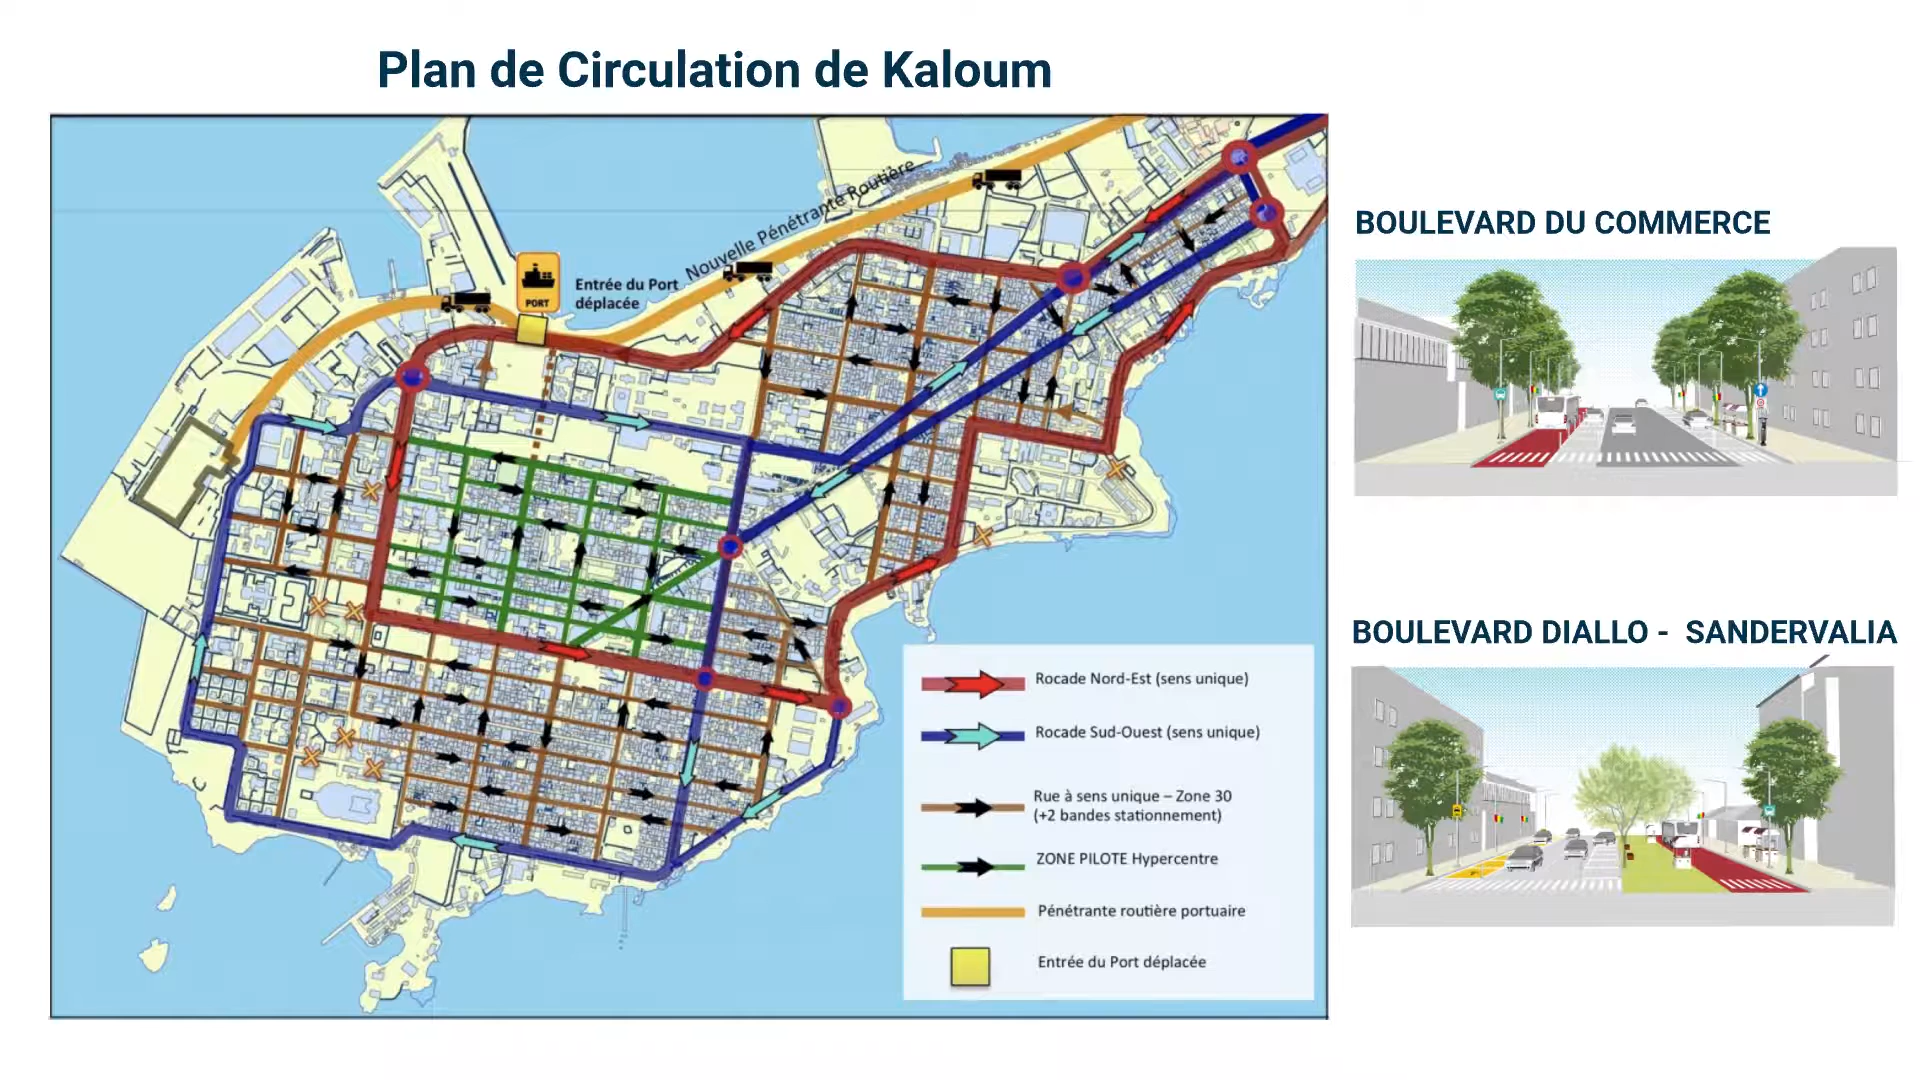 Plan de Circulation de Kaloum
Nouvelle Pénétrante Routière
PORT
Entrée du Port
déplacée
Rocade Nord-Est (sens unique)
Rocade Sud-Ouest (sens unique)
Rue à sens unique – Zone 30
(+2 bandes stationnement)
ZONE PILOTE Hypercentre
Pénétrante routière portuaire
Entrée du Port déplacée
BOULEVARD DU COMMERCE
BOULEVARD DIALLO - SANDERVALIA